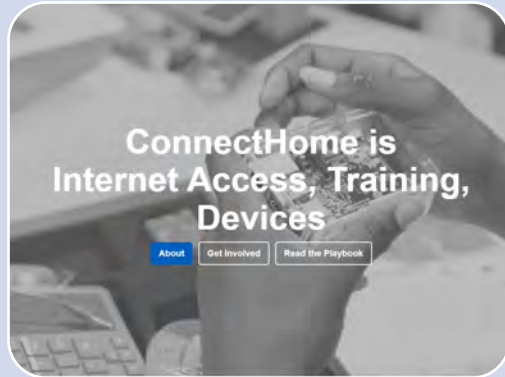 ConnectHome is
Internet Access, Training,
Devices
About
Get Involved
Read the Playbook